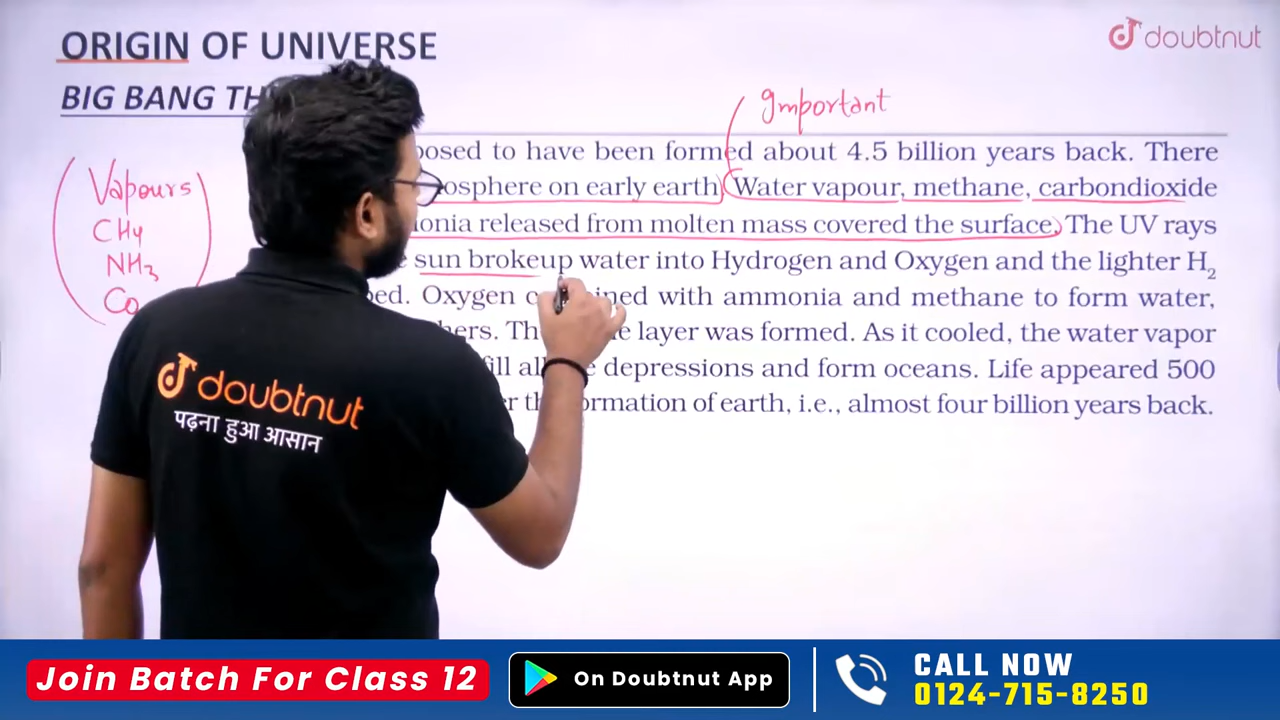 ORIGIN OF UNIVERSE
doubtnut
BIG BANG TH
Important
posed to have been formed about 4.5 billion years back. There
osphere on early earth. Water vapour, methane, carbondioxide
onia released from molten mass covered the surface. The UV rays
sun brokeup water into Hydrogen and Oxygen and the lighter H2
ped. Oxygen c ined with ammonia and methane to form water,
hers. Th e layer was formed. As it cooled, the water vapor
fill all e depressions and form oceans. Life appeared 500
r th ormation of earth, i.e., almost four billion years back.
Vapours
CH4
NH3
Co
doubtnut
पढ़ना हुआ आसान
Join Batch For Class 12
On Doubtnut App
CALL NOW
0124-715-8250